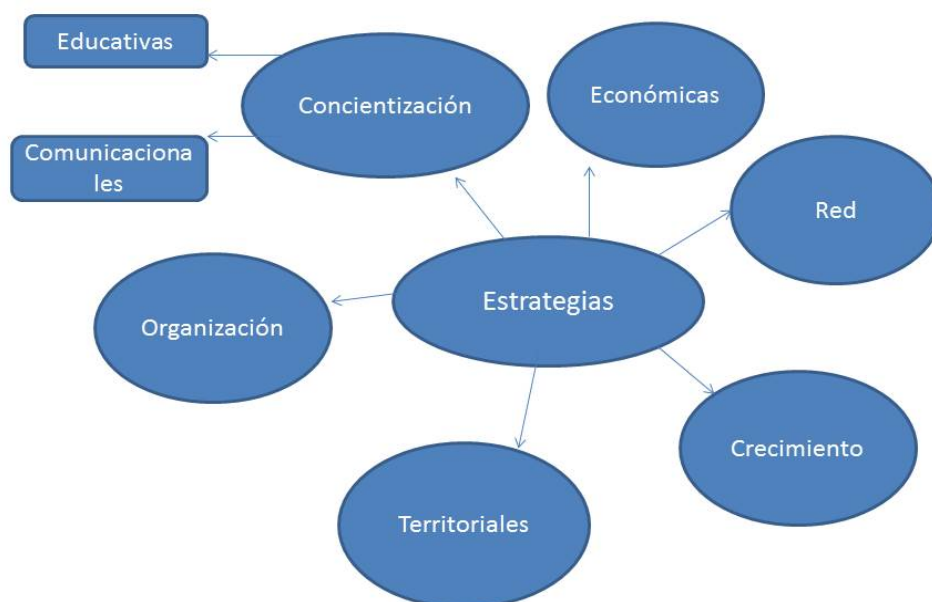 Educativas
Concientización
Económicas
Comunicaciona
les
Red
Estrategias
Organización
Crecimiento
Territoriales